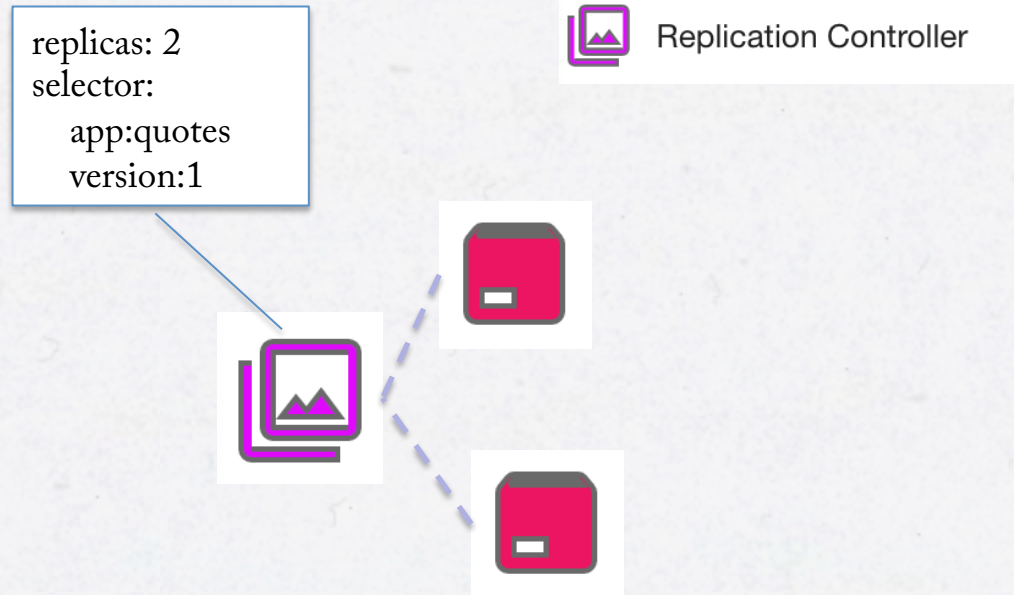 replicas: 2
selector:
app:quotes
version:1
Replication Controller